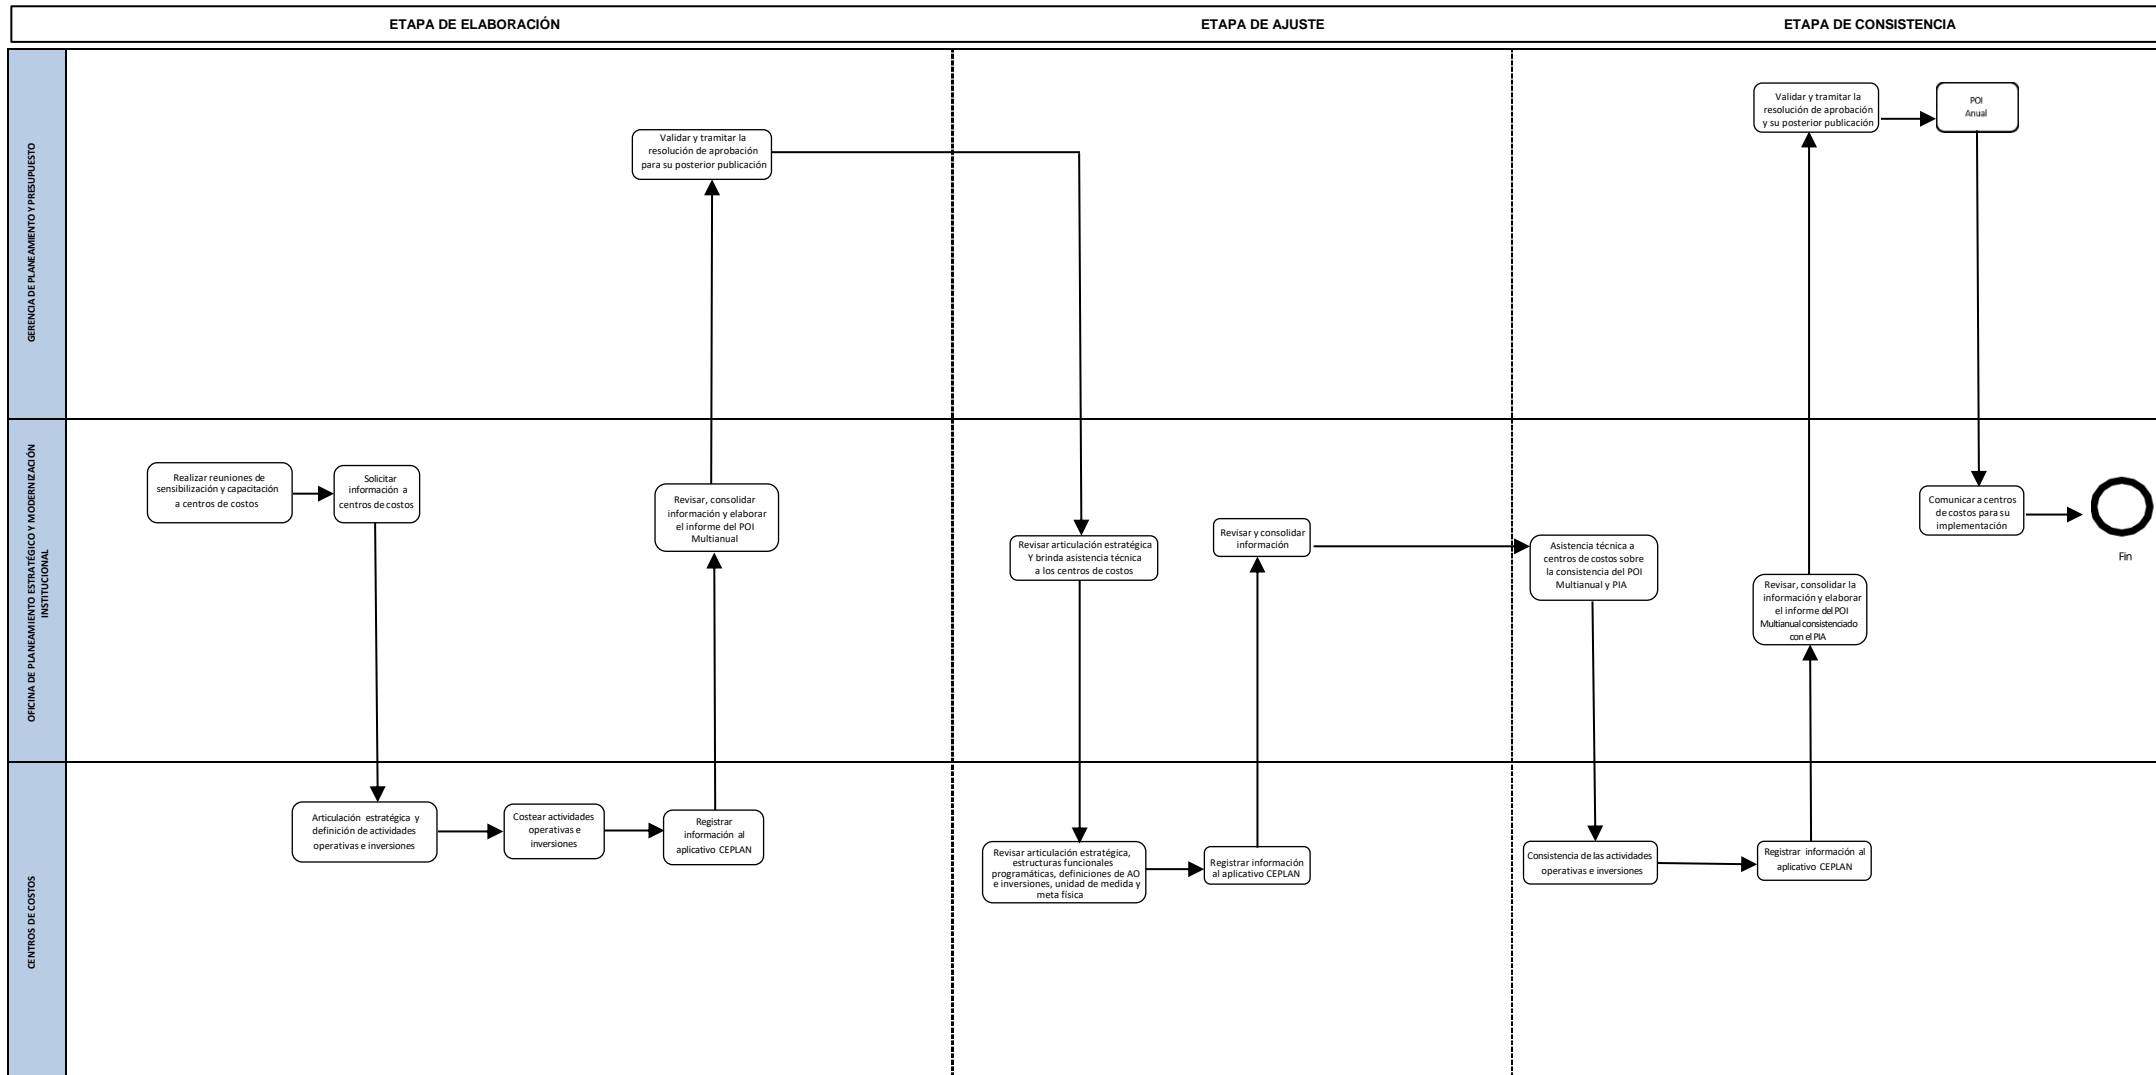 ETAPA DE ELABORACIÓN
ETAPA DE AJUSTE
ETAPA DE CONSISTENCIA
GERENCIA DE PLANEAMIENTO Y PRESUPUESTO
Validar y tramitar la
resolución de aprobación
para su posterior publicación
Validar y tramitar la
resolución de aprobación
y su posterior publicación
POI
Anual
OFICINA DE PLANEAMIENTO ESTRATÉGICO Y MODERNIZACIÓN
INSTITUCIONAL
Realizar reuniones de
sensibilización y capacitación
a centros de costos
Solicitar
información a
centros de costos
Revisar, consolidar
información y elaborar
el informe del POI
Multianual
Revisar articulación estratégica
Y brinda asistencia técnica
a los centros de costos
Revisar y consolidar
información
Asistencia técnica a
centros de costos sobre
la consistencia del POI
Multianual y PIA
Revisar, consolidar la
información y elaborar
el informe del POI
Multianual consistenciado
con el PIA
Comunicar a centros
de costos para su
implementación
Fin
CENTROS DE COSTOS
Articulación estratégica y
definición de actividades
operativas e inversiones
Costear actividades
operativas e
inversiones
Registrar
información al
aplicativo CEPLAN
Revisar articulación estratégica,
estructuras funcionales
programáticas, definiciones de AO
e inversiones, unidad de medida y
meta física
Registrar información
al aplicativo CEPLAN
Consistencia de las actividades
operativas e inversiones
Registrar información al
aplicativo CEPLAN